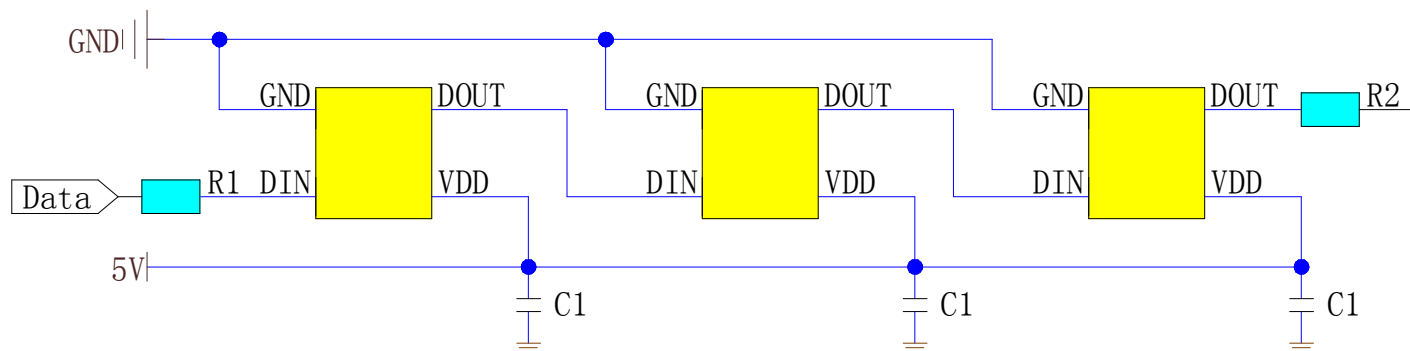 GND
GND DOUT GND DOUT GND DOUT R2
Data R1 DIN VDD DIN VDD DIN VDD
5V
C1 C1 C1